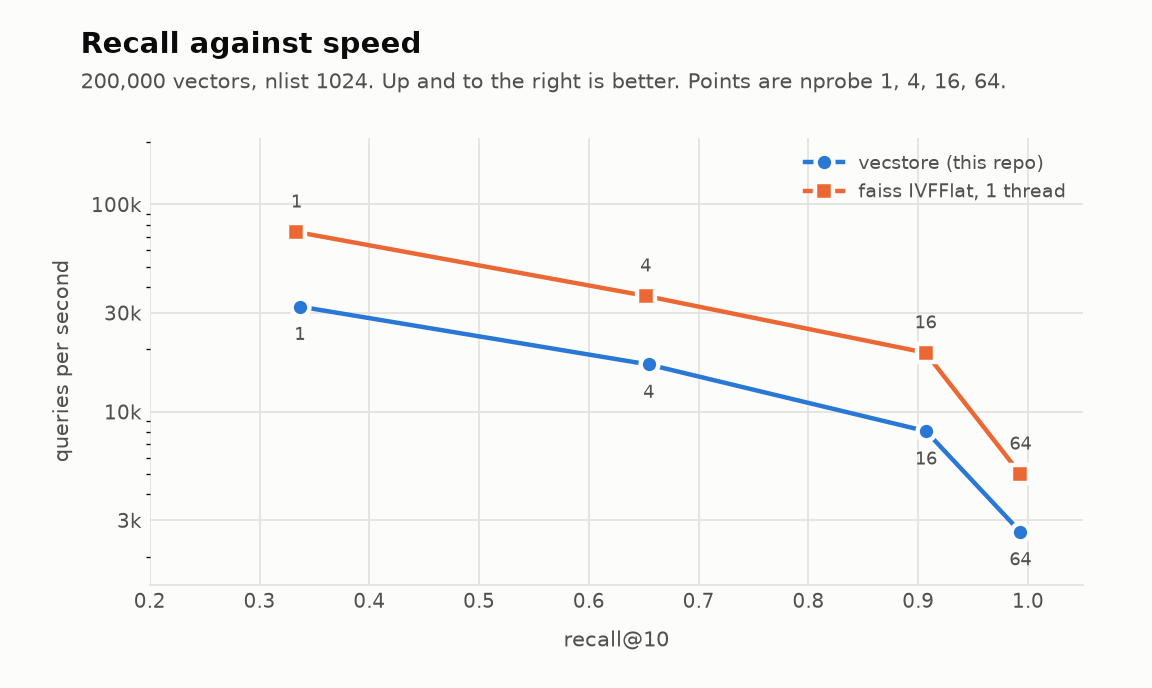 Recall against speed
200,000 vectors, nlist 1024. Up and to the right is better. Points are nprobe 1, 4, 16, 64.
vecstore (this repo)
faiss IVFFlat, 1 thread
queries per second
100k
30k
10k
3k
1
4
16
64
1
4
16
64
0.2 0.3 0.4 0.5 0.6 0.7 0.8 0.9 1.0
recall@10